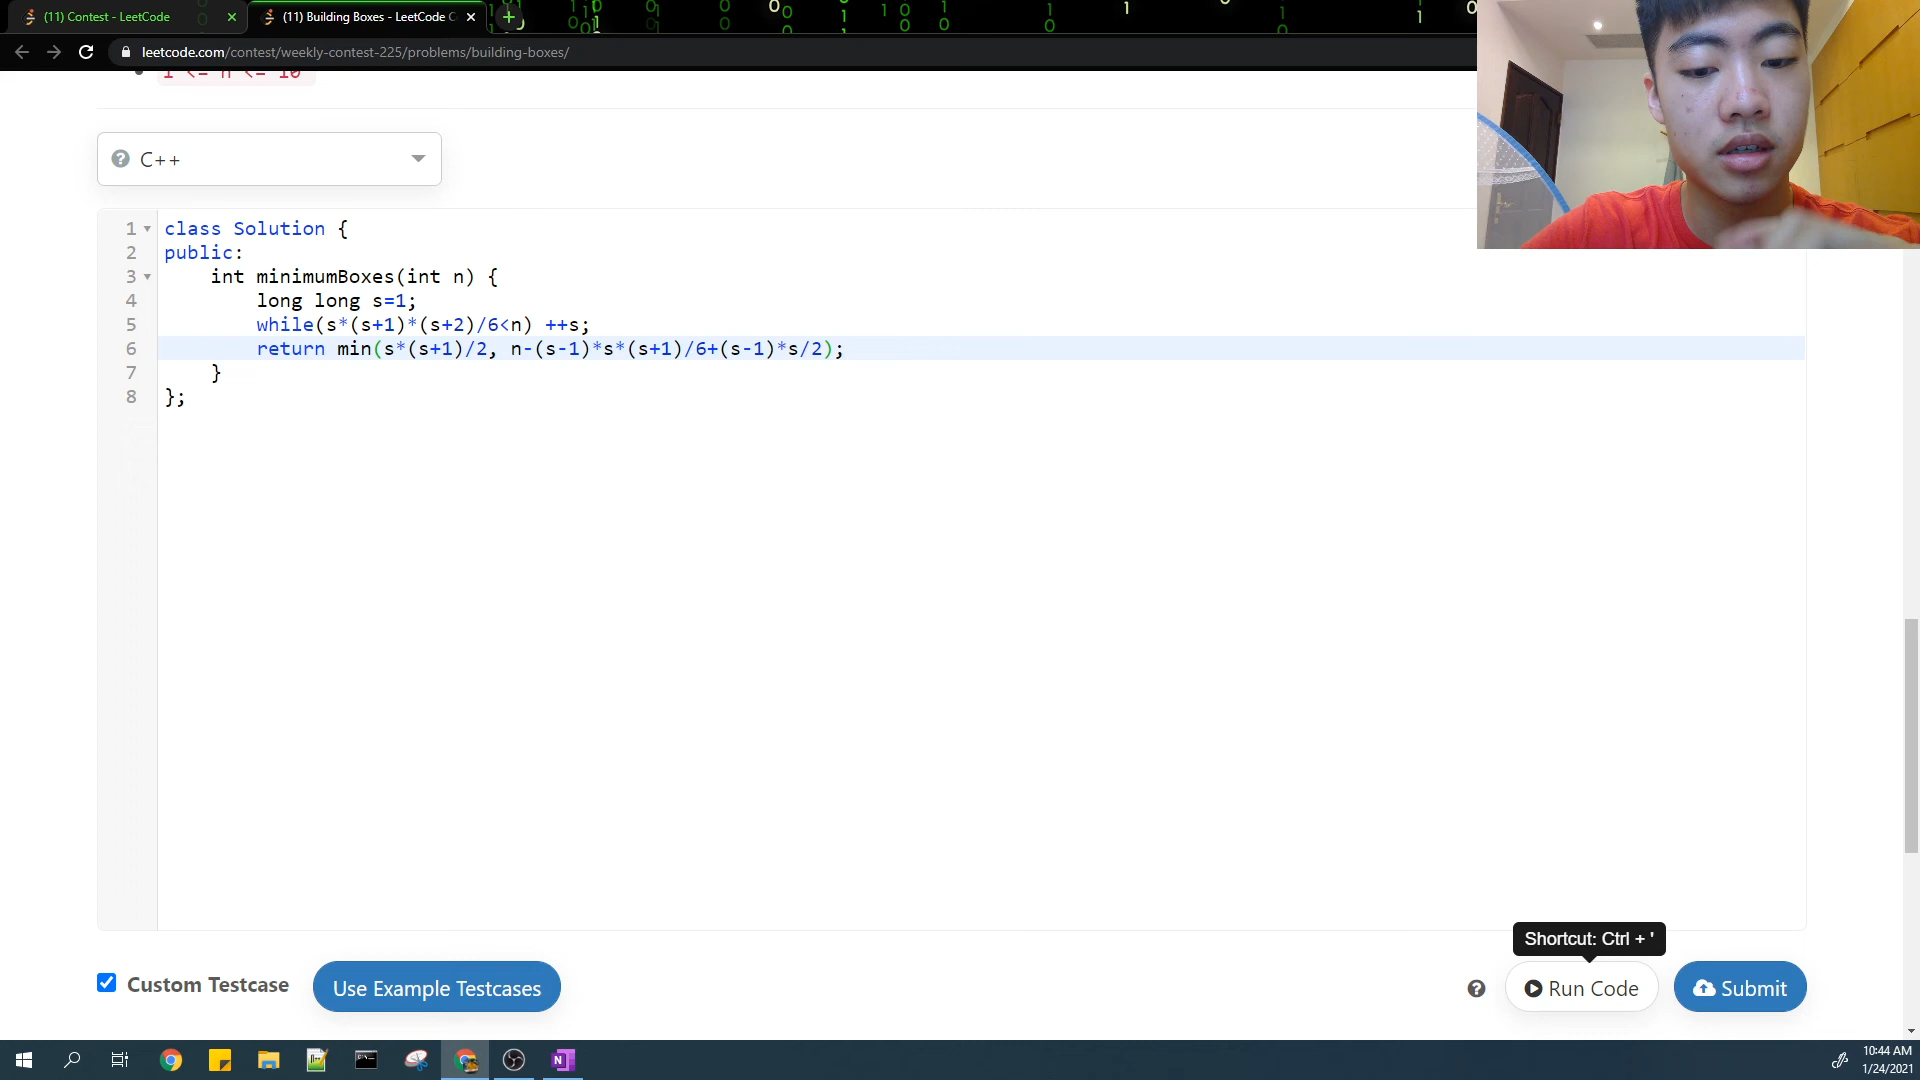 (11) Contest - LeetCode
(11) Building Boxes - LeetCode C
leetcode.com/contest/weekly-contest-225/problems/building-boxes/
C++
1 class Solution {
2 public:
3 int minimumBoxes(int n) {
4 long long s=1;
5 while(s*(s+1)*(s+2)/6<n) ++s;
6 return min(s*(s+1)/2, n-(s-1)*s*(s+1)/6+(s-1)*s/2);
7 }
8 };
Shortcut: Ctrl + '
Custom Testcase
Use Example Testcases
Run Code
Submit
10:44 AM
1/24/2021